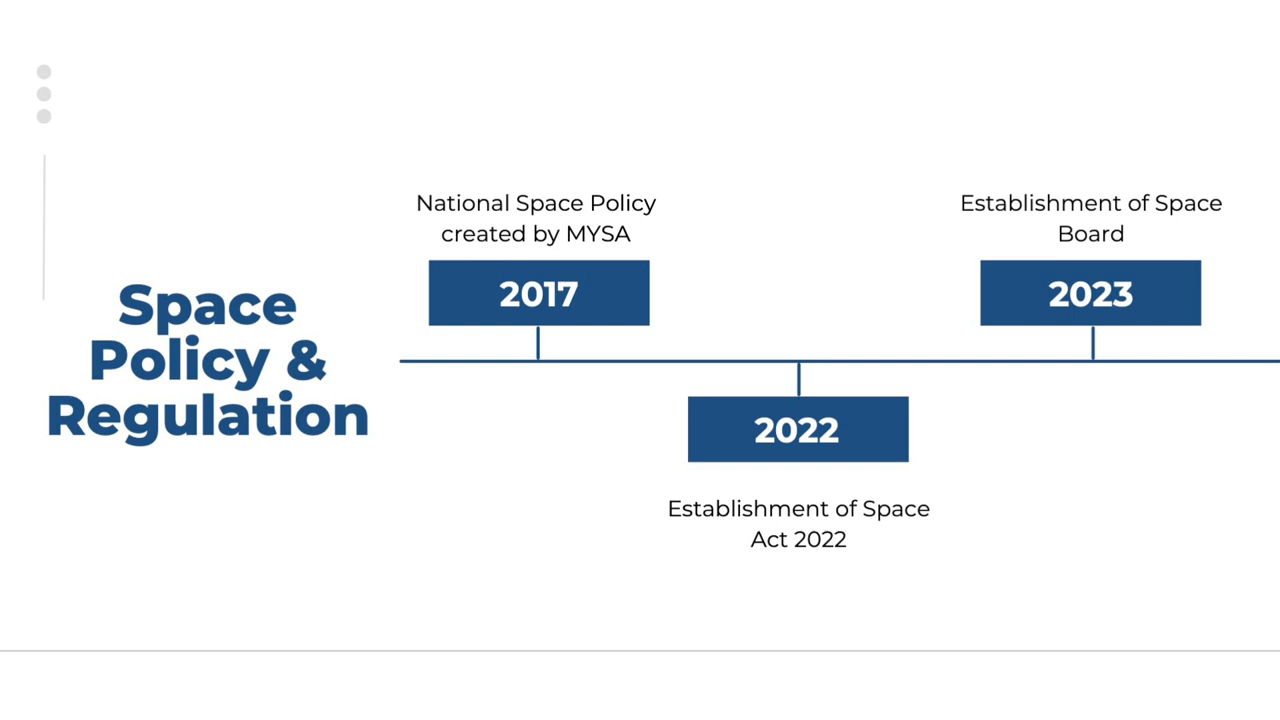 Space
Policy &
Regulation
National Space Policy
created by MYSA
2017
2022
Establishment of Space
Act 2022
Establishment of Space
Board
2023